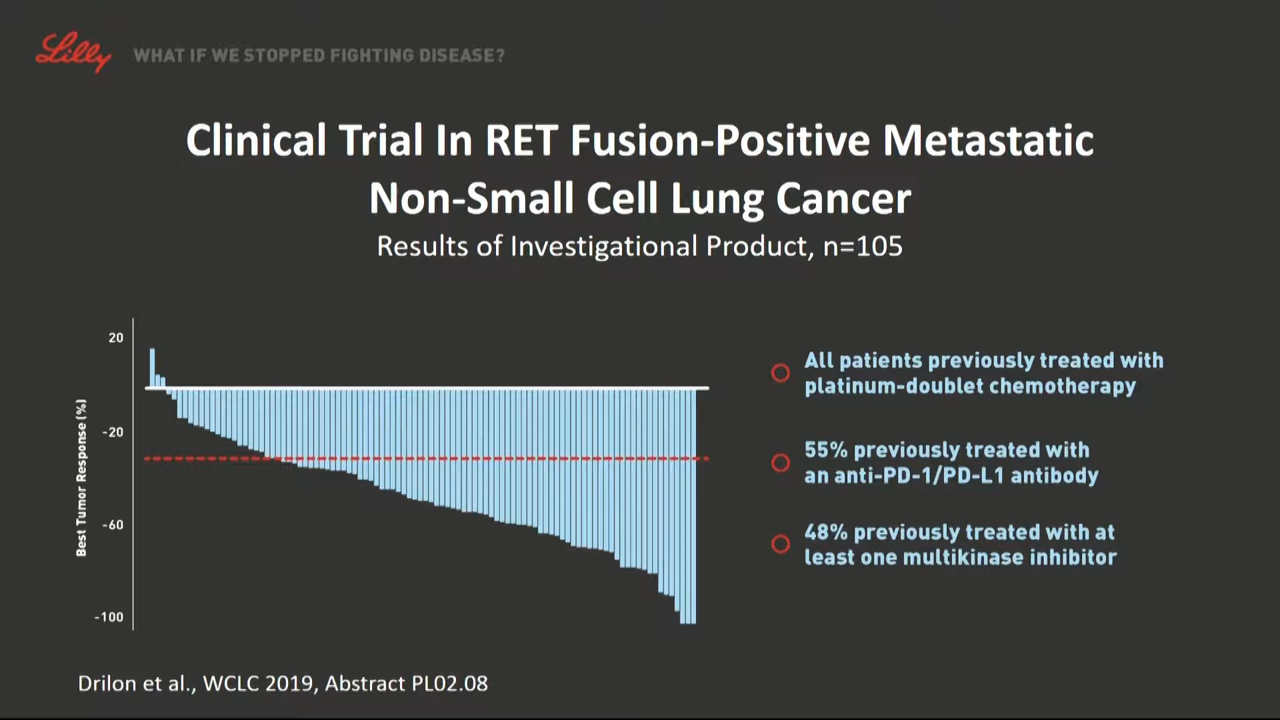 Lilly WHAT IF WE STOPPED FIGHTING DISEASE?
Clinical Trial In RET Fusion-Positive Metastatic
Non-Small Cell Lung Cancer
Results of Investigational Product, n=105
Best Tumor Response (%)
20
-20
-60
-100
All patients previously treated with
platinum-doublet chemotherapy
55% previously treated with
an anti-PD-1/PD-L1 antibody
48% previously treated with at
least one multikinase inhibitor
Drilon et al., WCLC 2019, Abstract PL02.08